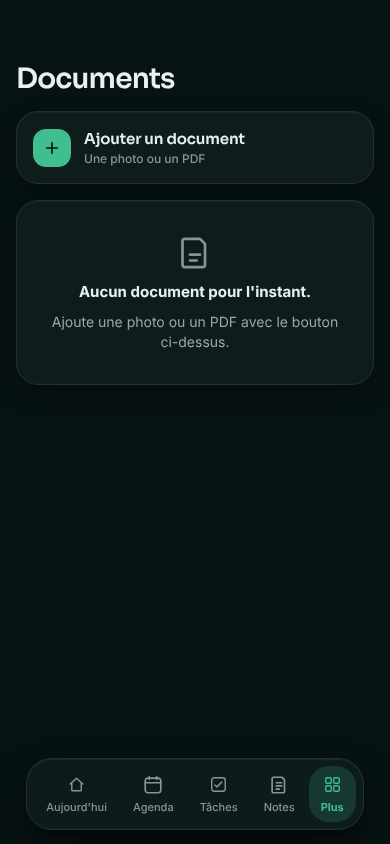 Documents
Ajouter un document
Une photo ou un PDF
Aucun document pour l'instant.
Ajoute une photo ou un PDF avec le bouton
ci-dessus.
Aujourd'hui
Agenda
Tâches
Notes
Plus